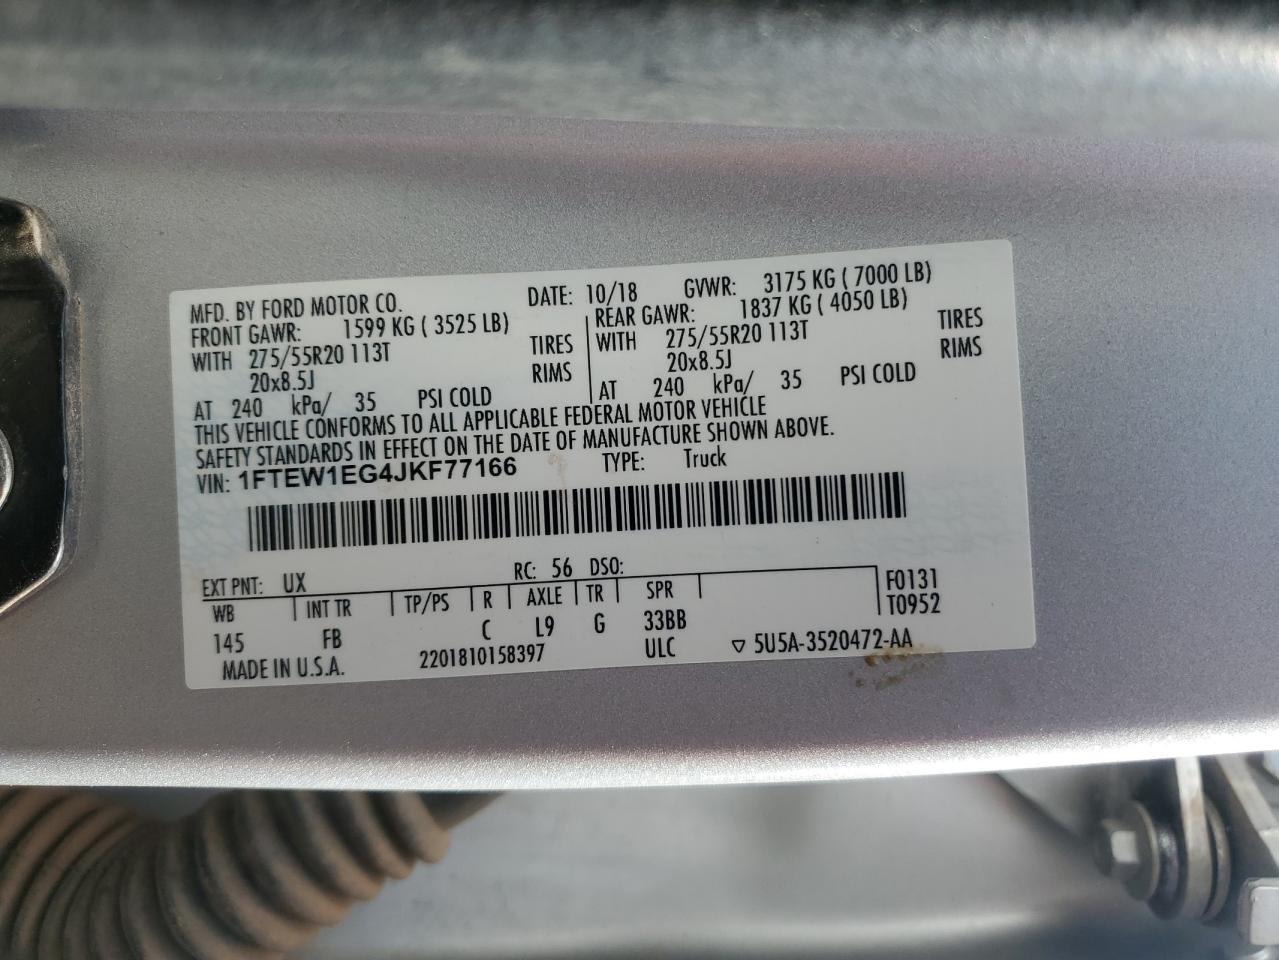 MFD. BY FORD MOTOR CO. DATE: 10/18 GVWR: 3175 KG ( 7000 LB)
FRONT GAWR: 1599 KG ( 3525 LB) REAR GAWR: 1837 KG ( 4050 LB)
WITH 275/55R20 113T TIRES WITH 275/55R20 113T TIRES
20x8.5J RIMS 20x8.5J RIMS
AT 240 kPa/ 35 PSI COLD AT 240 kPa/ 35 PSI COLD
THIS VEHICLE CONFORMS TO ALL APPLICABLE FEDERAL MOTOR VEHICLE
SAFETY STANDARDS IN EFFECT ON THE DATE OF MANUFACTURE SHOWN ABOVE.
VIN: 1FTEW1EG4JKF77166 TYPE: Truck
EXT PNT: UX RC: 56 DSO:
WB INT TR TP/PS R AXLE TR SPR F0131
145 FB C L9 G 33BB T0952
MADE IN U.S.A. 2201810158397 ULC ▽ 5U5A-3520472-AA